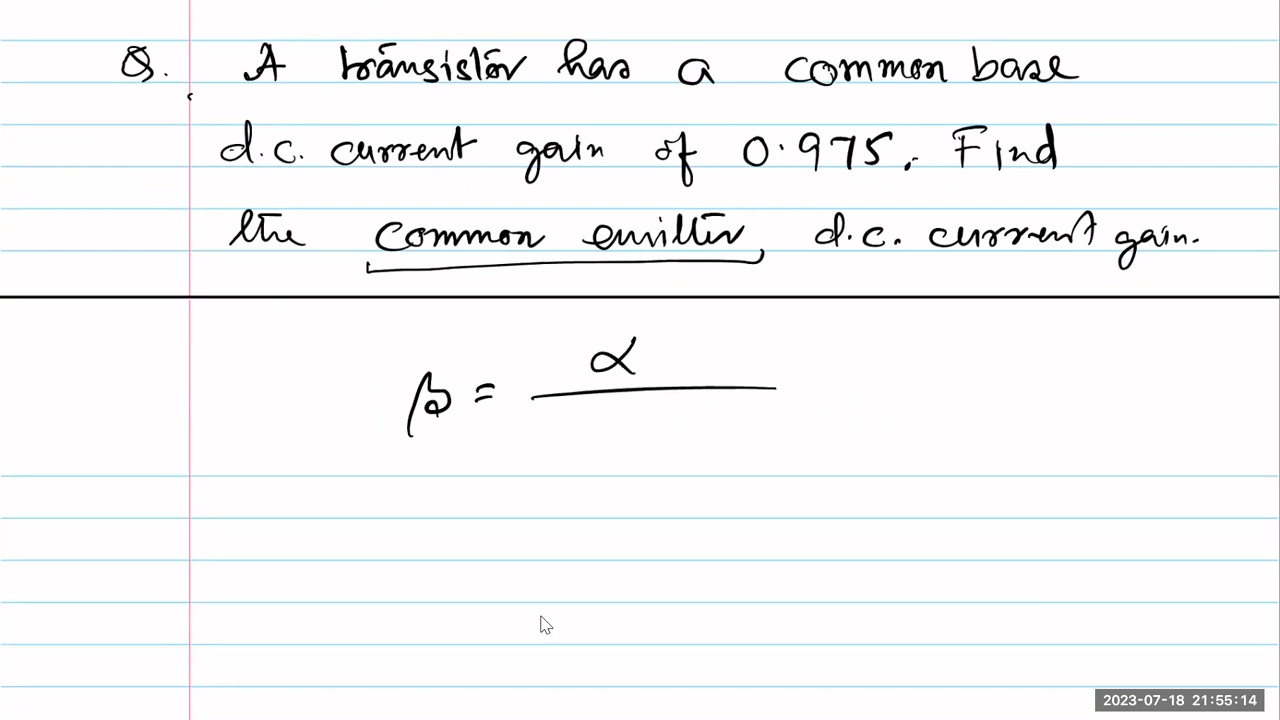 Q. A transistor has a common base
d.c. current gain of 0.975. Find
the common emitter d.c. current gain.
β = α
2023-07-18 21:55:14